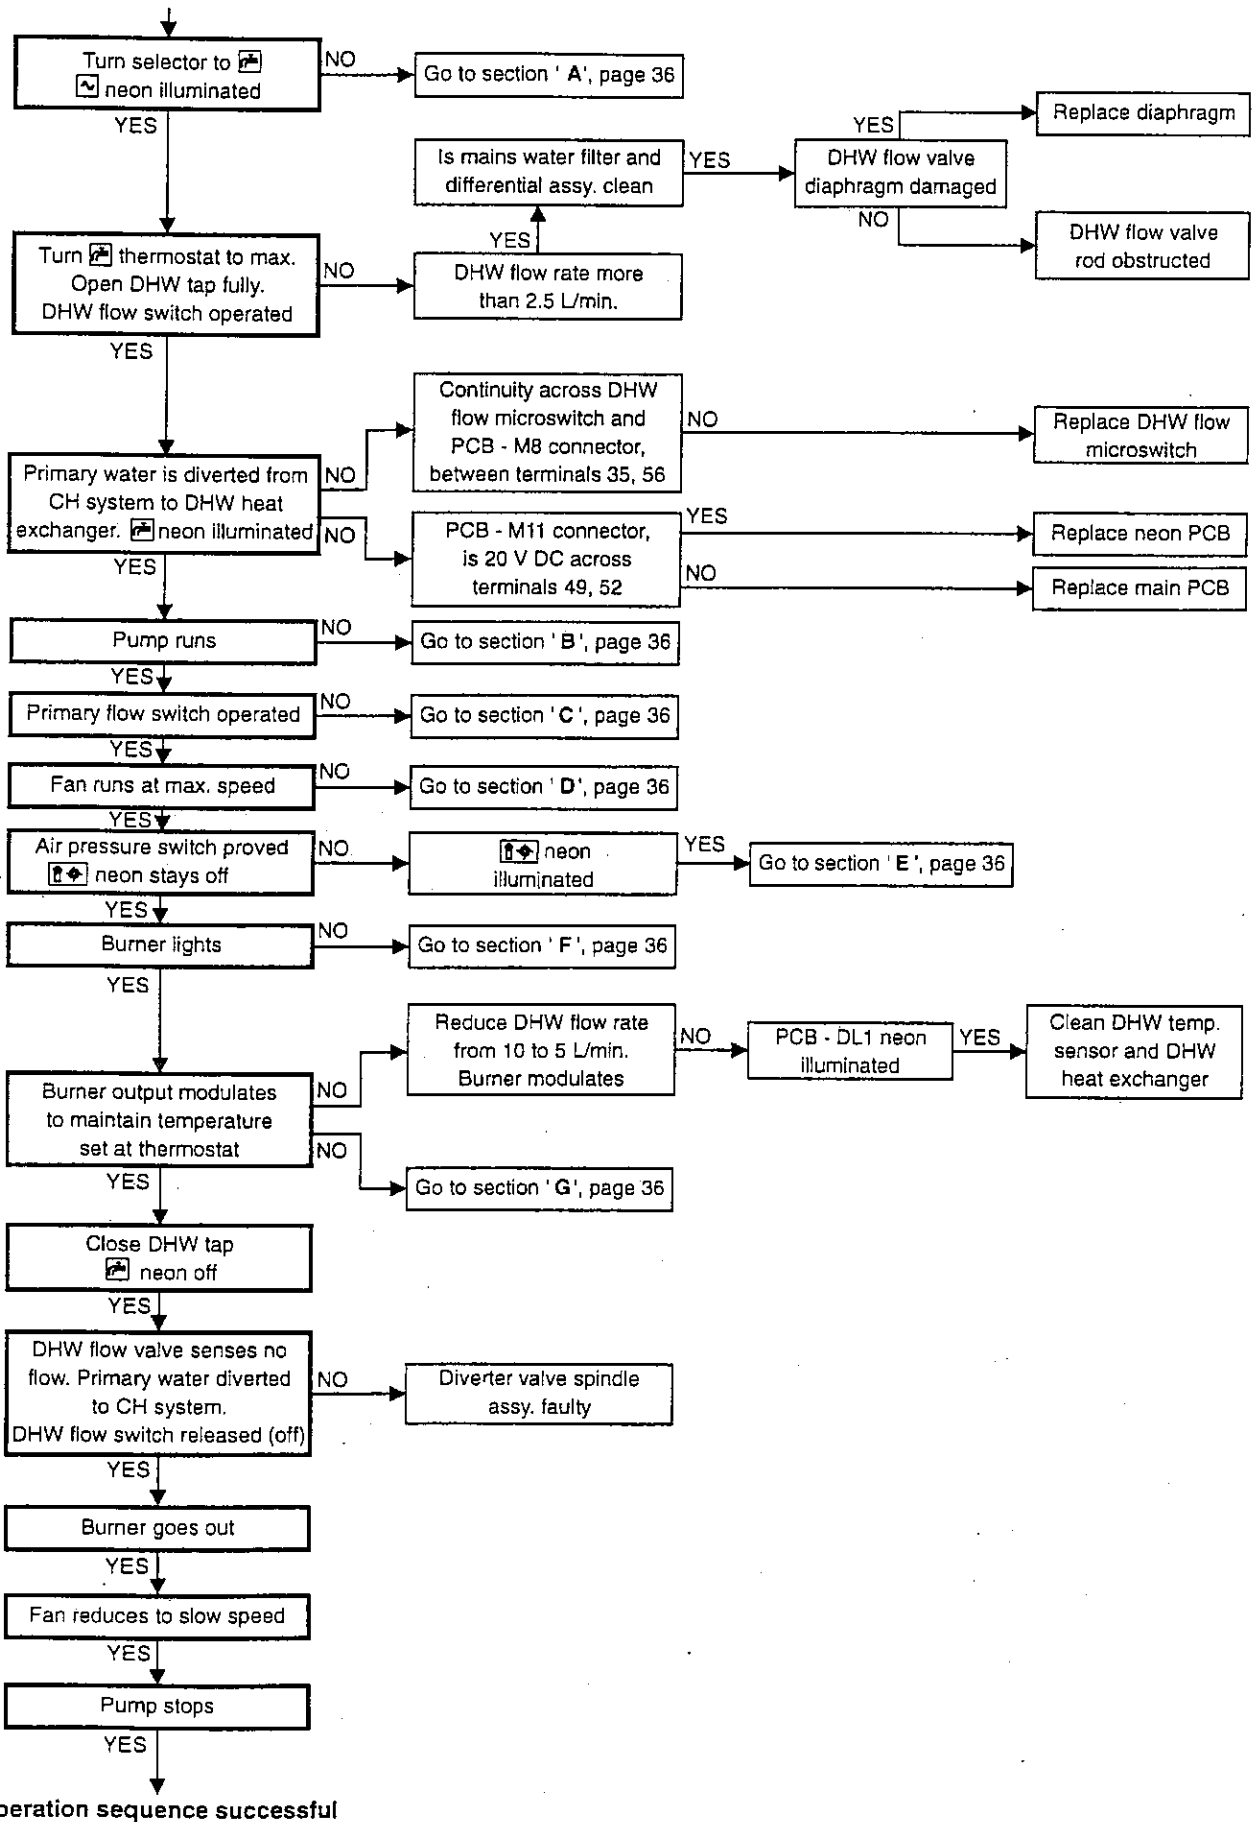 Turn selector to
neon illuminated
NO
Go to section ' A', page 36
YES
Replace diaphragm
YES
Is mains water filter and
differential assy. clean
YES
DHW flow valve
diaphragm damaged
NO
DHW flow valve
rod obstructed
YES
Turn thermostat to max.
Open DHW tap fully.
DHW flow switch operated
NO
DHW flow rate more
than 2.5 L/min.
YES
Continuity across DHW
flow microswitch and
PCB - M8 connector,
between terminals 35, 56
NO
Replace DHW flow
microswitch
Primary water is diverted from
CH system to DHW heat
exchanger. neon illuminated
NO
NO
PCB - M11 connector,
is 20 V DC across
terminals 49, 52
YES
Replace neon PCB
NO
Replace main PCB
YES
Pump runs
NO
Go to section ' B', page 36
YES
Primary flow switch operated
NO
Go to section 'C', page 36
YES
Fan runs at max. speed
NO
Go to section ' D', page 36
YES
Air pressure switch proved
neon stays off
NO
neon
illuminated
YES
Go to section 'E', page 36
YES
Burner lights
NO
Go to section ' F ', page 36
YES
Reduce DHW flow rate
from 10 to 5 L/min.
Burner modulates
NO
PCB - DL1 neon
illuminated
YES
Clean DHW temp.
sensor and DHW
heat exchanger
Burner output modulates
to maintain temperature
set at thermostat
NO
NO
Go to section 'G', page 36
YES
Close DHW tap
neon off
YES
DHW flow valve senses no
flow. Primary water diverted
to CH system.
DHW flow switch released (off)
NO
Diverter valve spindle
assy. faulty
YES
Burner goes out
YES
Fan reduces to slow speed
YES
Pump stops
YES
peration sequence successful